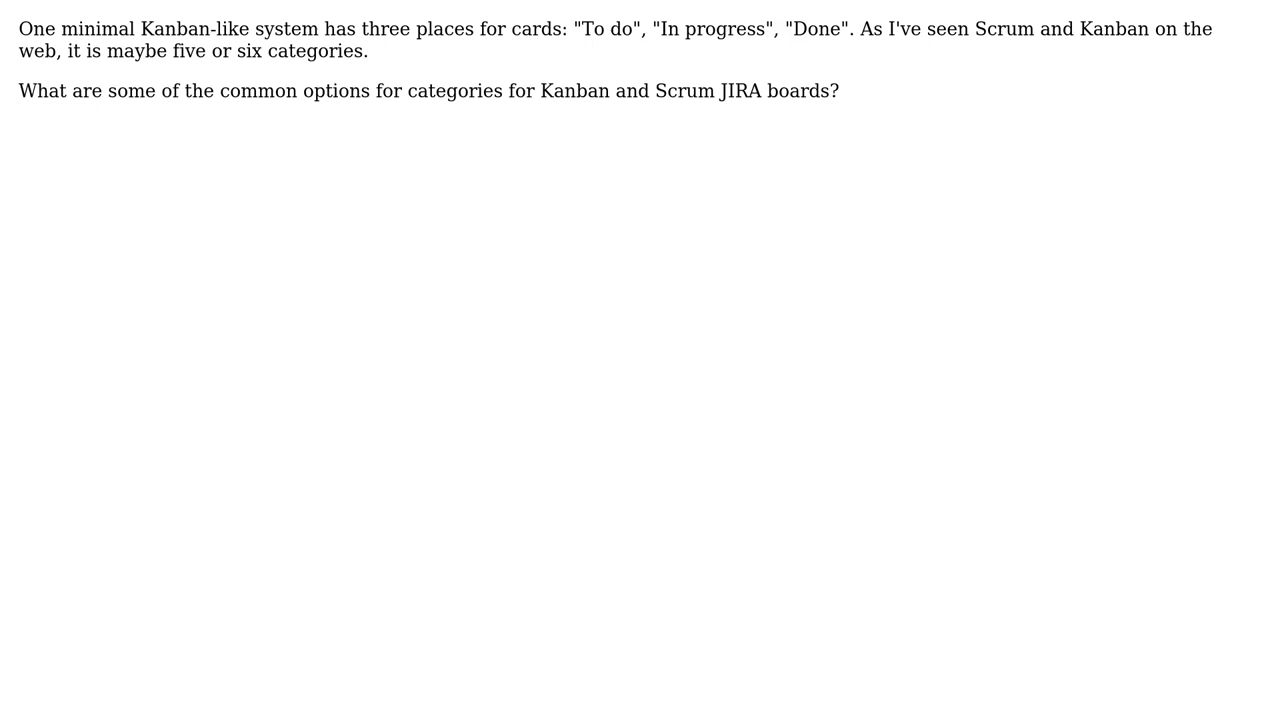 One minimal Kanban-like system has three places for cards: "To do", "In progress", "Done". As I've seen Scrum and Kanban on the
web, it is maybe five or six categories.
What are some of the common options for categories for Kanban and Scrum JIRA boards?